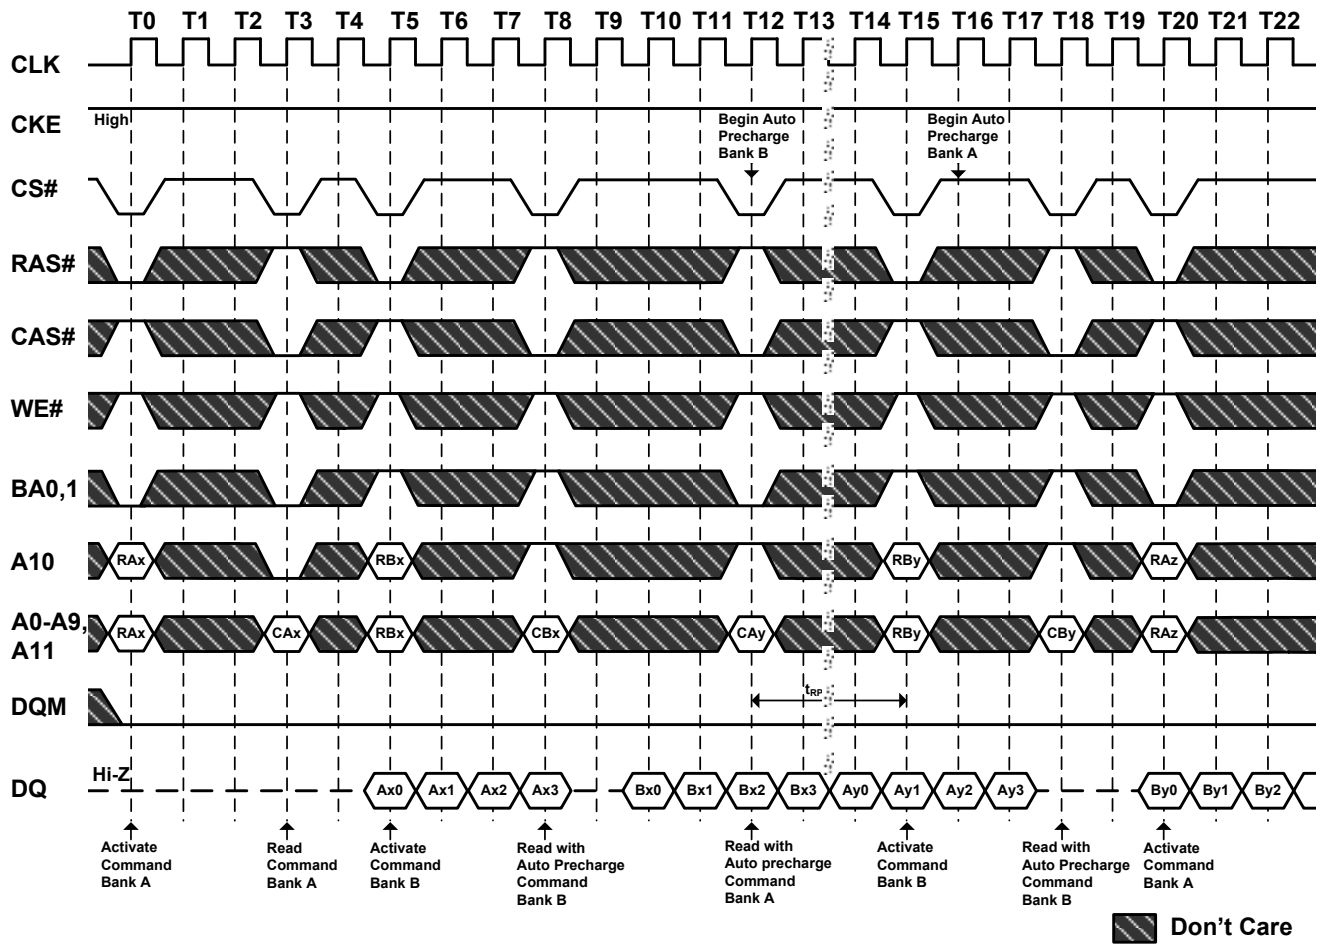 T0 T1 T2 T3 T4 T5 T6 T7 T8 T9 T10 T11 T12 T13 T14 T15 T16 T17 T18 T19 T20 T21 T22
CLK
CKE
High
Begin Auto
Precharge
Bank B
Begin Auto
Precharge
Bank A
CS#
RAS#
CAS#
WE#
BA0,1
A10
RAx RBx RBy RAz
A0-A9,
A11
RAx CAx RBx CBx CAy RBy CBy RAz
DQM
tRP
DQ
Hi-Z
Ax0 Ax1 Ax2 Ax3 Bx0 Bx1 Bx2 Bx3 Ay0 Ay1 Ay2 Ay3 By0 By1 By2
Activate
Command
Bank A
Read
Command
Bank A
Activate
Command
Bank B
Read with
Auto Precharge
Command
Bank B
Read with
Auto precharge
Command
Bank A
Activate
Command
Bank B
Read with
Auto Precharge
Command
Bank B
Activate
Command
Bank A
Don't Care